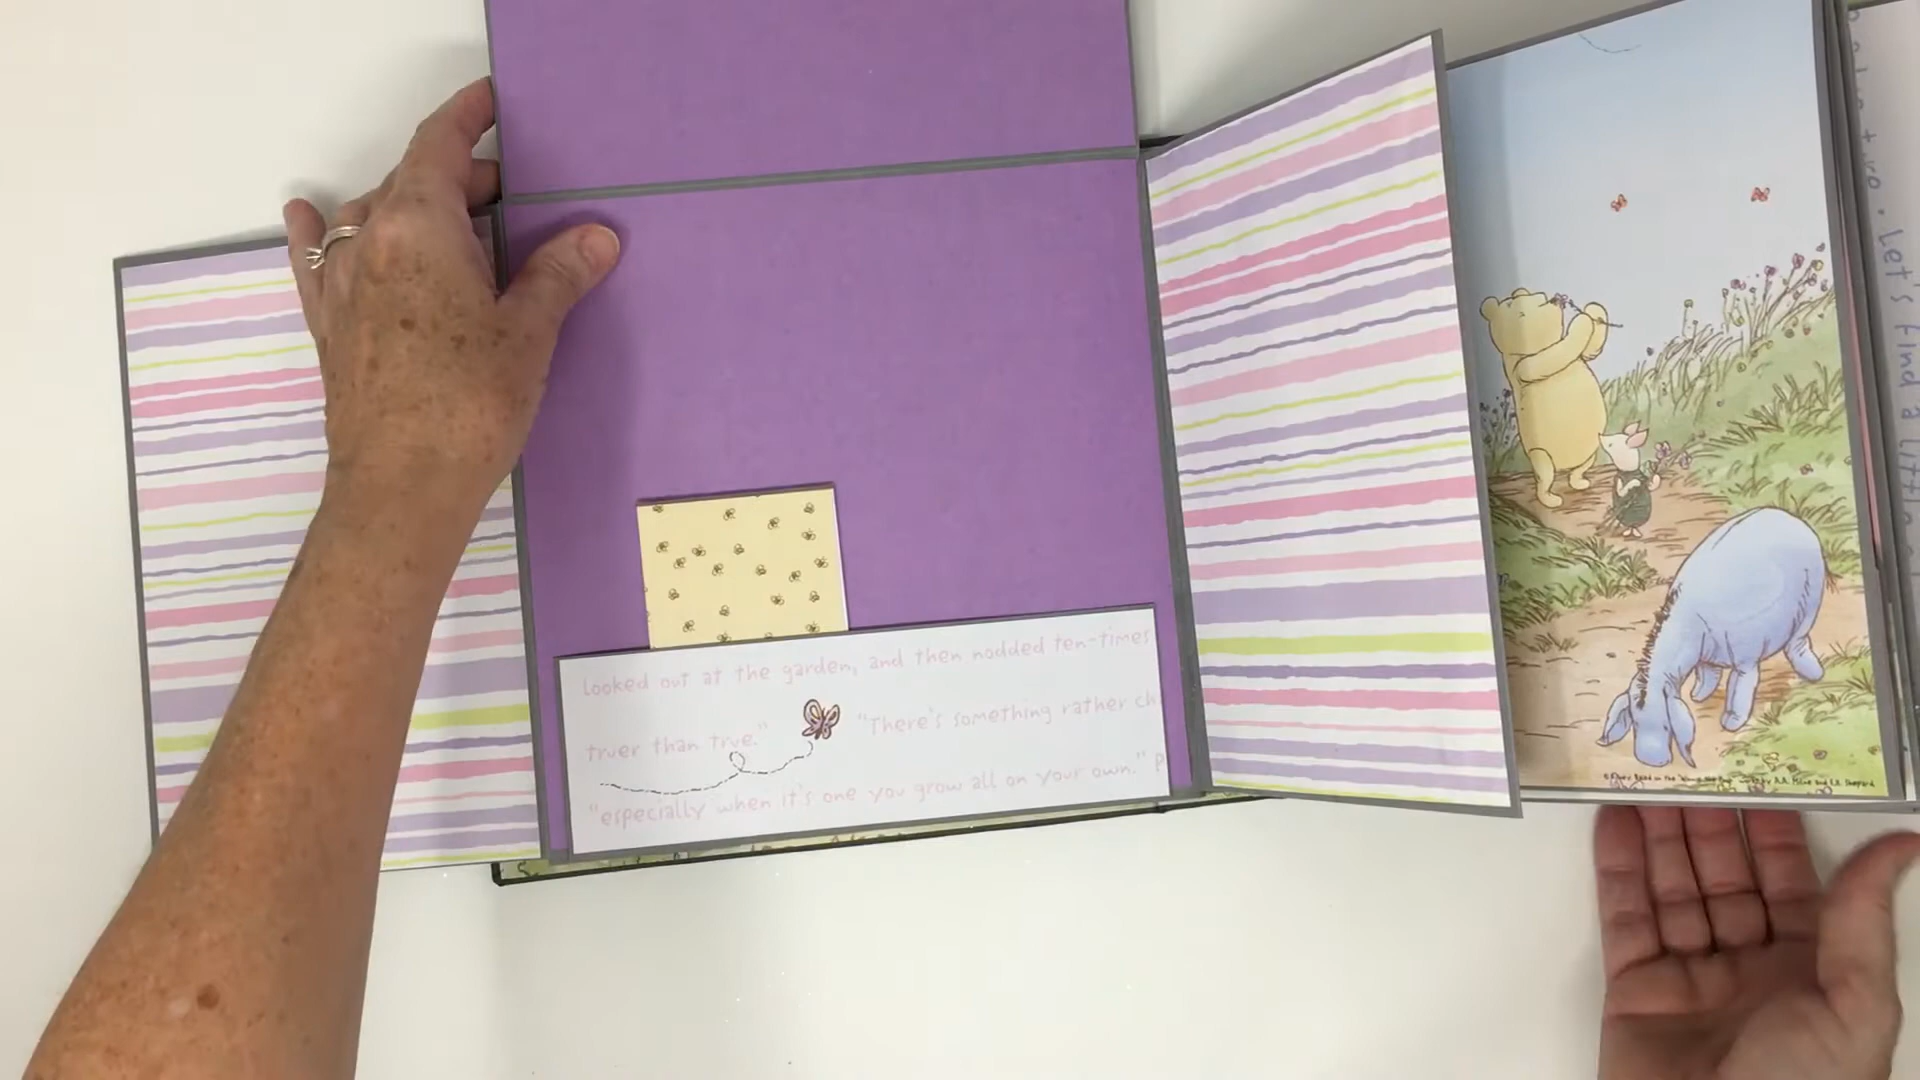 Looked out at the garden, and then nodded ten-times
truer than true." "There's something rather ch
"especially when it's one you grow all on your own." P
Let's find a little